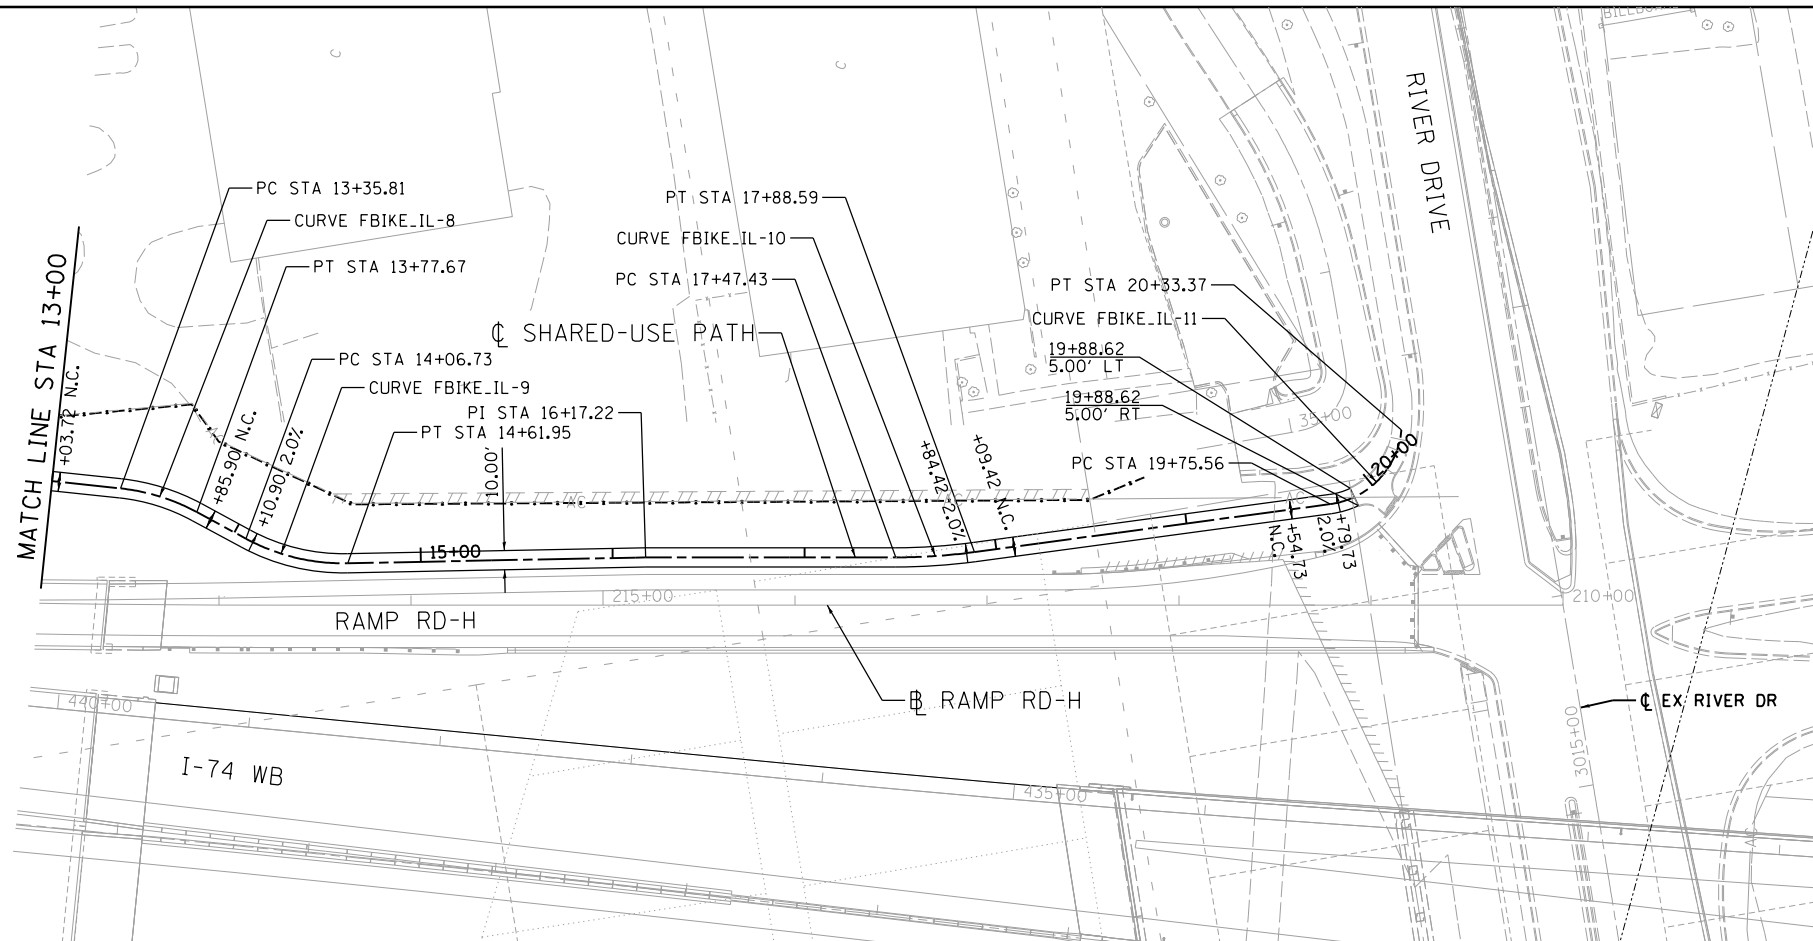 BILLBOARD
C
C
RIVER DRIVE
PC STA 13+35.81
CURVE FBIKE_IL-8
PT STA 13+77.67
PT STA 17+88.59
CURVE FBIKE_IL-10
PC STA 17+47.43
℄ SHARED-USE PATH
PT STA 20+33.37
CURVE FBIKE_IL-11
19+88.62
5.00' LT
19+88.62
5.00' RT
PC STA 19+75.56
MATCH LINE STA 13+00
+03.72 N.C.
PC STA 14+06.73
CURVE FBIKE_IL-9
PI STA 16+17.22
PT STA 14+61.95
+85.90 N.C.
+10.90 2.0%
10.00'
+84.42 2.0%
+09.42 N.C.
35+00
20+00
AC
AC
15+00
+54.73
N.C.
+79.73
2.0%
215+00
210+00
RAMP RD-H
B RAMP RD-H
℄ EX RIVER DR
440+00
I-74 WB
435+00
3015+00
AC